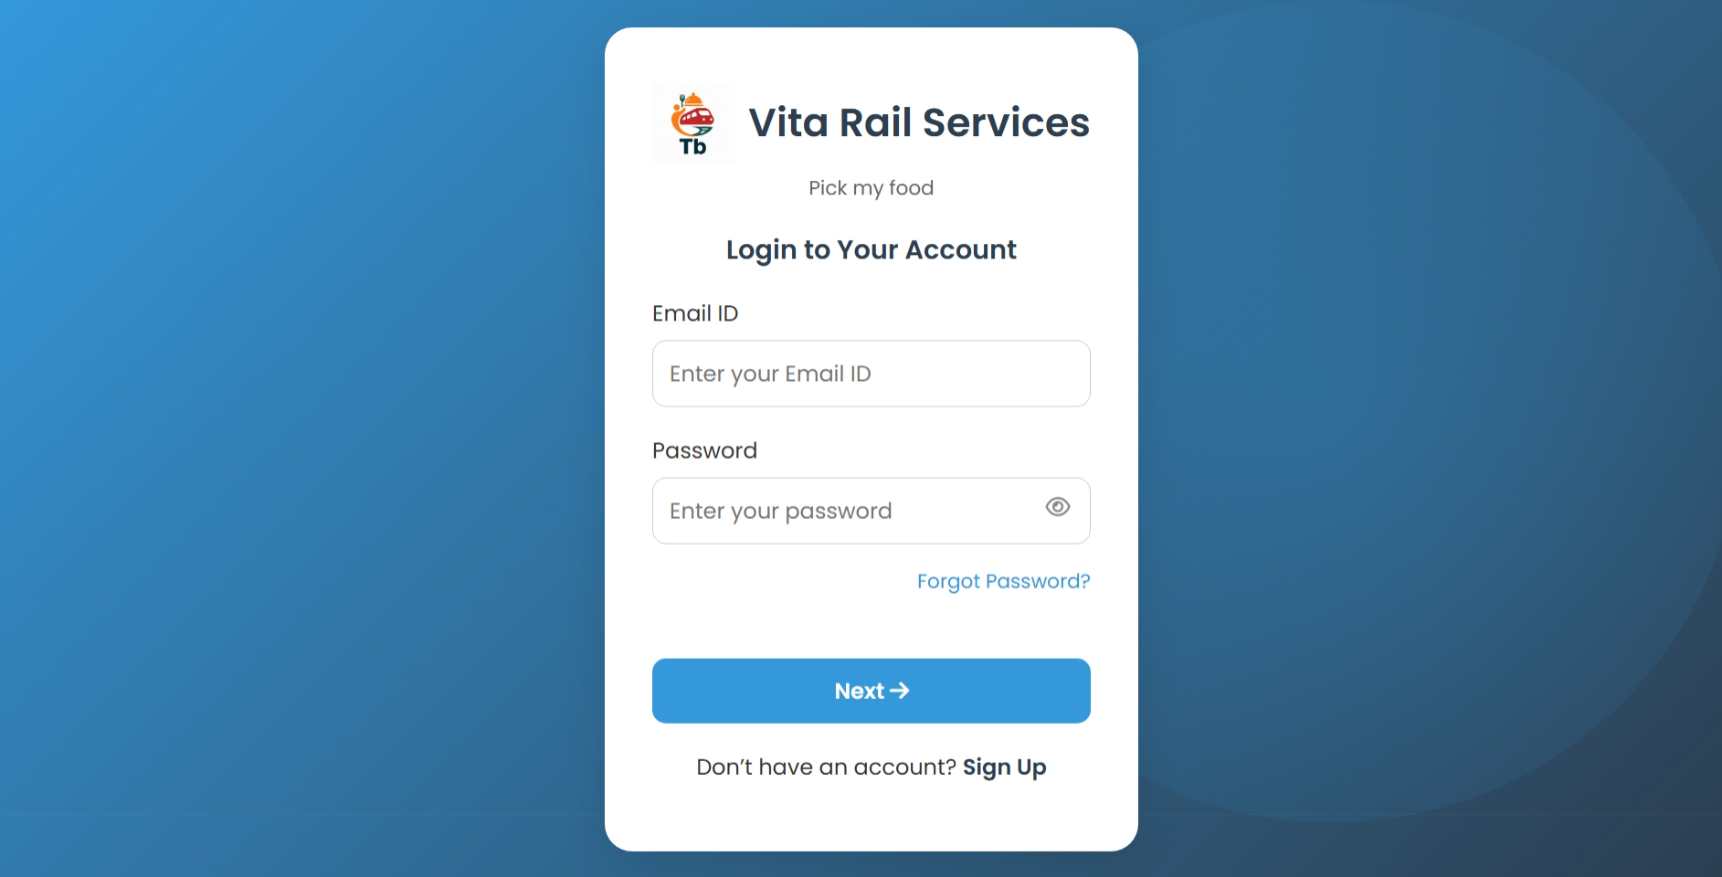 Tb
Vita Rail Services
Pick my food
Login to Your Account
Email ID
Enter your Email ID
Password
Enter your password
Forgot Password?
Next →
Don’t have an account? Sign Up